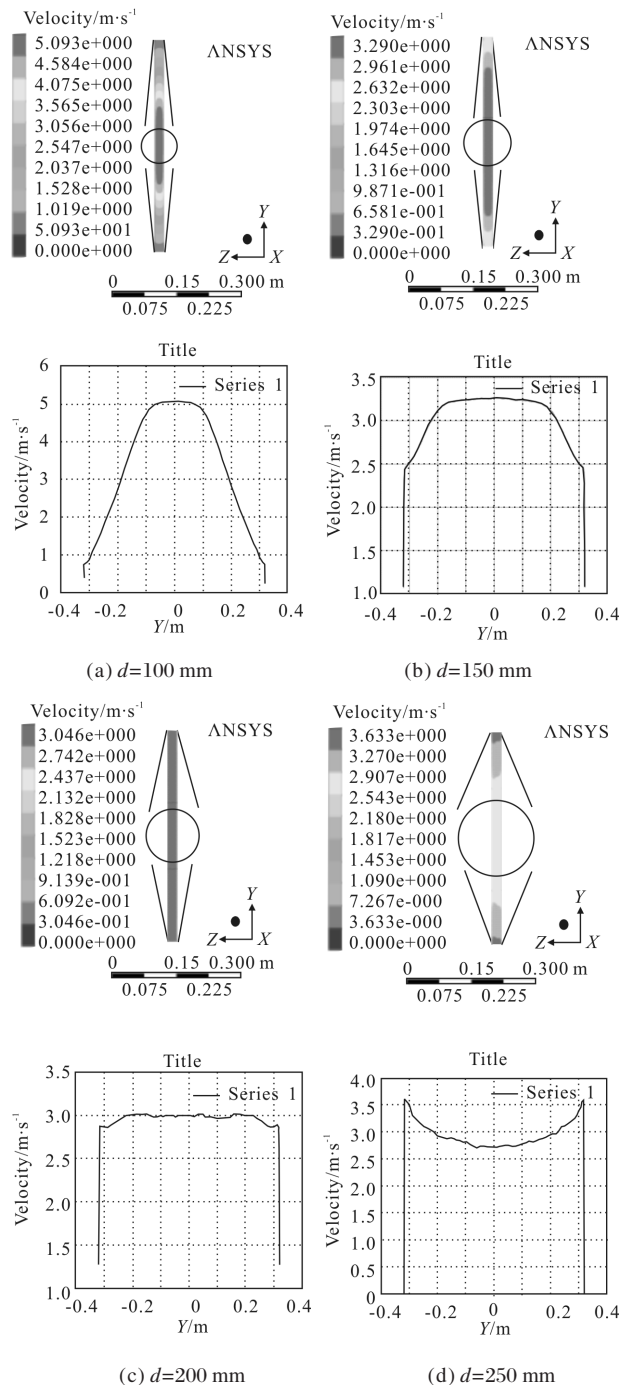 Velocity/m·s⁻¹
5.093e+000
4.584e+000
4.075e+000
3.565e+000
3.056e+000
2.547e+000
2.037e+000
1.528e+000
1.019e+000
5.093e+001
0.000e+000
ΛNSYS
Y
Z X
0 0.15 0.300 m
0.075 0.225
Velocity/m·s⁻¹
3.290e+000
2.961e+000
2.632e+000
2.303e+000
1.974e+000
1.645e+000
1.316e+000
9.871e-001
6.581e-001
3.290e-001
0.000e+000
ΛNSYS
Y
Z X
0 0.15 0.300 m
0.075 0.225
Title
Series 1
Velocity/m·s⁻¹
6
5
4
3
2
1
0
-0.4 -0.2 0 0.2 0.4
Y/m
(a) d=100 mm
Title
Series 1
Velocity/m·s⁻¹
3.5
3.0
2.5
2.0
1.5
1.0
-0.4 -0.2 0 0.2 0.4
Y/m
(b) d=150 mm
Velocity/m·s⁻¹
3.046e+000
2.742e+000
2.437e+000
2.132e+000
1.828e+000
1.523e+000
1.218e+000
9.139e-001
6.092e-001
3.046e-001
0.000e+000
ΛNSYS
Y
Z X
0 0.15 0.300 m
0.075 0.225
Velocity/m·s⁻¹
3.633e+000
3.270e+000
2.907e+000
2.543e+000
2.180e+000
1.817e+000
1.453e+000
1.090e+000
7.267e-000
3.633e-000
0.000e+000
ΛNSYS
Y
Z X
0 0.15 0.300 m
0.075 0.225
Title
Series 1
Velocity/m·s⁻¹
3.5
3.0
2.5
2.0
1.5
1.0
-0.4 -0.2 0 0.2 0.4
Y/m
(c) d=200 mm
Title
Series 1
Velocity/m·s⁻¹
4.0
3.5
3.0
2.5
2.0
1.5
1.0
0.5
0
-0.4 -0.2 0 0.2 0.4
Y/m
(d) d=250 mm